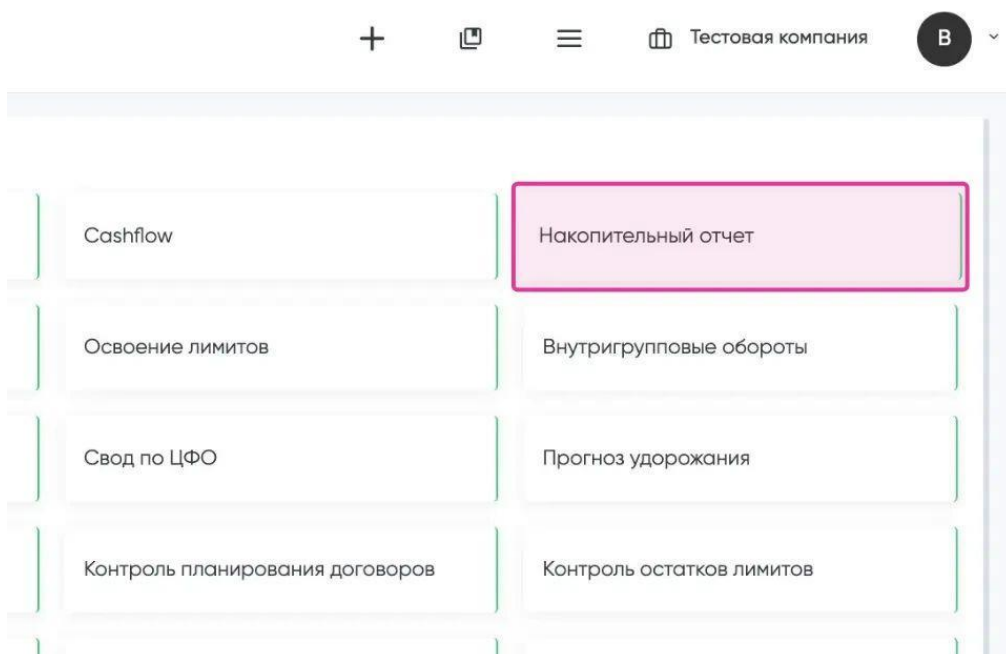 Тестовая компания
В
Cashflow
Накопительный отчет
Освоение лимитов
Внутригрупповые обороты
Свод по ЦФО
Прогноз удорожания
Контроль планирования договоров
Контроль остатков лимитов